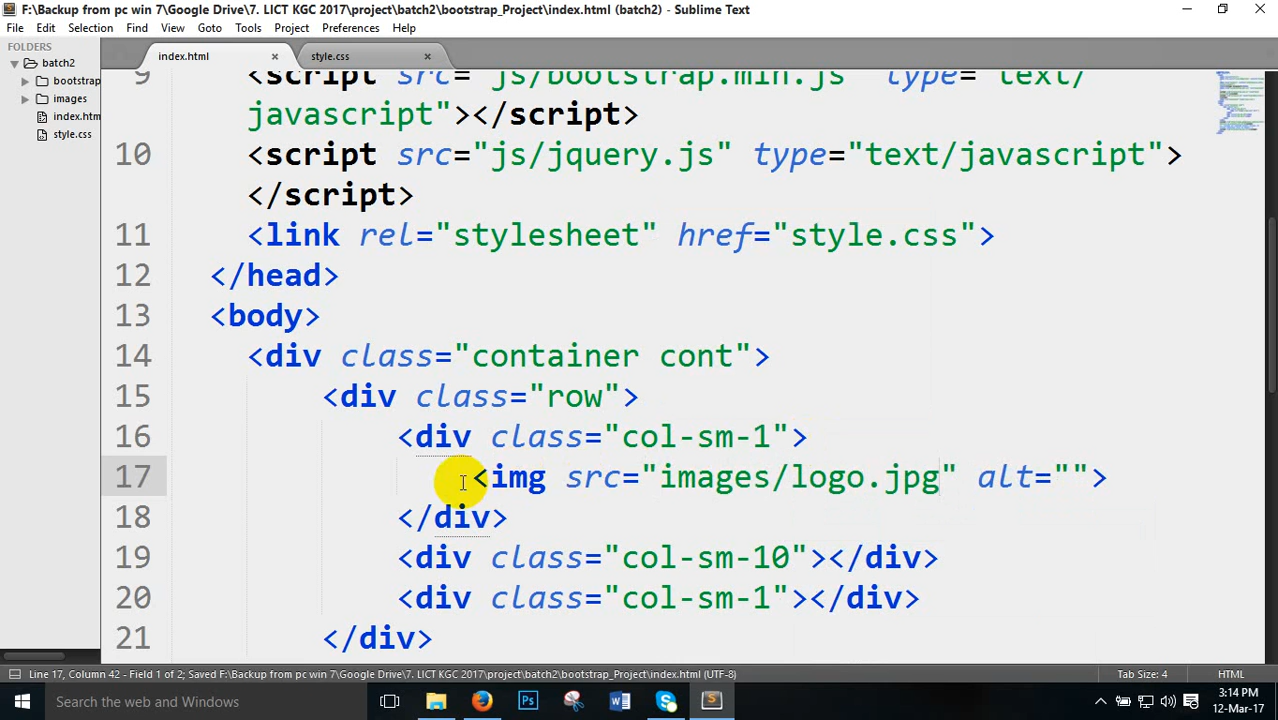 F:\Backup from pc win 7\Google Drive\7. LICT KGC 2017\project\batch2\bootstrap_Project\index.html (batch2) - Sublime Text
File Edit Selection Find View Goto Tools Project Preferences Help
FOLDERS
batch2
bootstrap
images
index.htm
style.css
index.html
style.css
9 <script src="js/bootstrap.min.js" type="text/
javascript"></script>
10 <script src="js/jquery.js" type="text/javascript">
</script>
11 <link rel="stylesheet" href="style.css">
12 </head>
13 <body>
14 <div class="container cont">
15 <div class="row">
16 <div class="col-sm-1">
17 <img src="images/logo.jpg" alt="">
18 </div>
19 <div class="col-sm-10"></div>
20 <div class="col-sm-1"></div>
21 </div>
Line 17, Column 42 - Field 1 of 2; Saved F:\Backup from pc win 7\Google Drive\7. LICT KGC 2017\project\batch2\bootstrap_Project\index.html (UTF-8)
Tab Size: 4
HTML
Search the web and Windows
3:14 PM
12-Mar-17